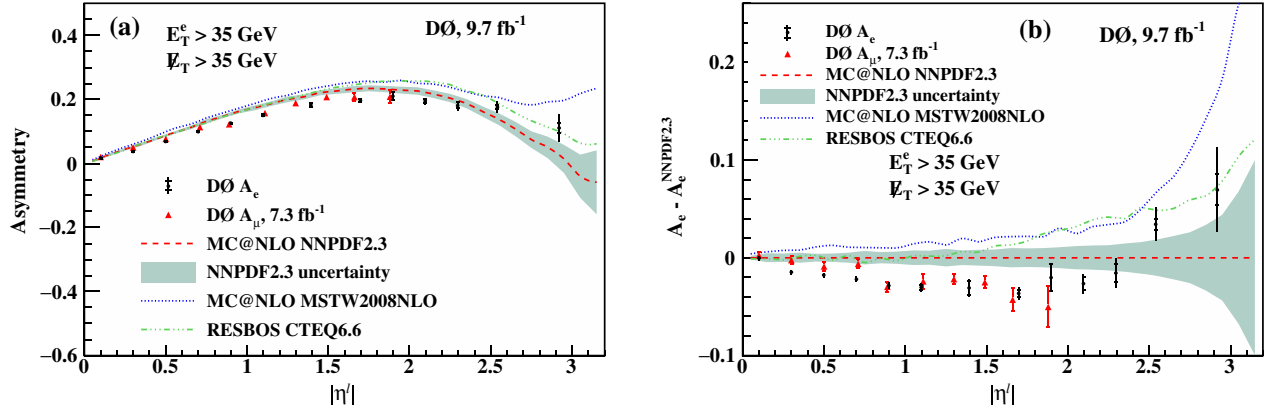 (a)
E_T^e > 35 GeV
E̸_T > 35 GeV
DØ, 9.7 fb⁻¹
Asymmetry
0.4
0.2
0
−0.2
−0.4
−0.6
DØ A_e
DØ A_μ, 7.3 fb⁻¹
MC@NLO NNPDF2.3
NNPDF2.3 uncertainty
MC@NLO MSTW2008NLO
RESBOS CTEQ6.6
0 0.5 1 1.5 2 2.5 3
|η^l|
(b)
DØ, 9.7 fb⁻¹
DØ A_e
DØ A_μ, 7.3 fb⁻¹
MC@NLO NNPDF2.3
NNPDF2.3 uncertainty
MC@NLO MSTW2008NLO
RESBOS CTEQ6.6
E_T^e > 35 GeV
E̸_T > 35 GeV
A_e - A_e^NNPDF2.3
0.2
0.1
0
−0.1
0 0.5 1 1.5 2 2.5 3
|η^l|